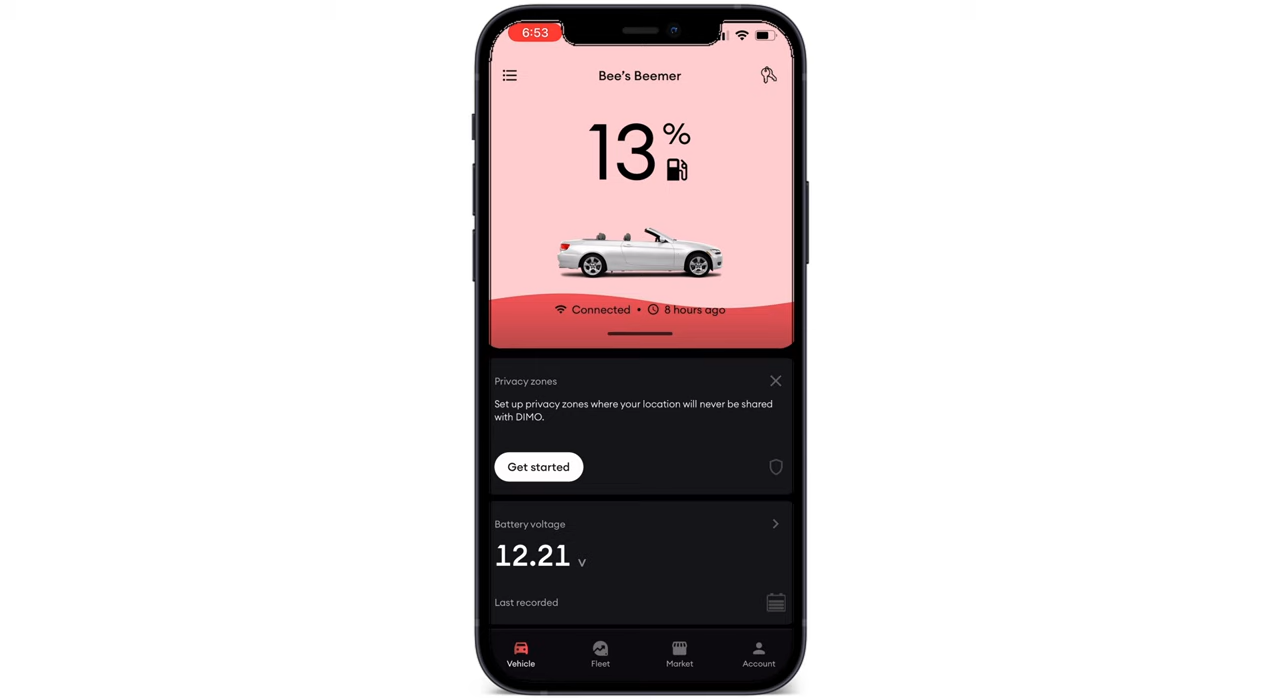 6:53
Bee's Beemer
13 %
Connected • 8 hours ago
Privacy zones
Set up privacy zones where your location will never be shared
with DIMO.
Get started
Battery voltage
12.21 v
Last recorded
Vehicle Fleet Market Account